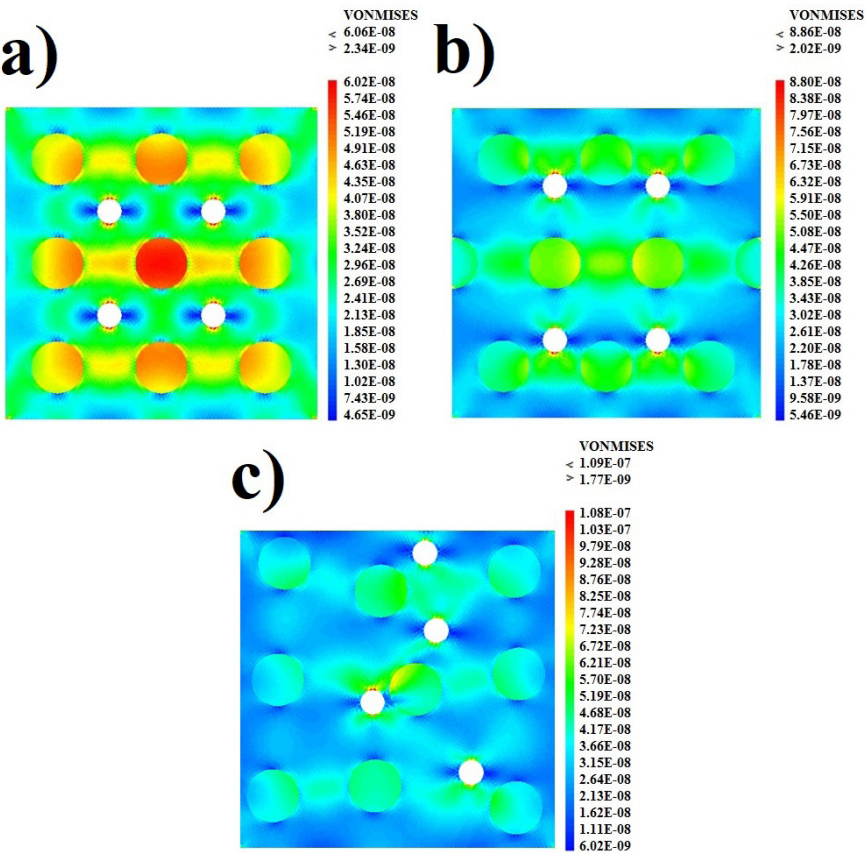 a)
VONMISES
< 6.06E-08
> 2.34E-09
6.02E-08
5.74E-08
5.46E-08
5.19E-08
4.91E-08
4.63E-08
4.35E-08
4.07E-08
3.80E-08
3.52E-08
3.24E-08
2.96E-08
2.69E-08
2.41E-08
2.13E-08
1.85E-08
1.58E-08
1.30E-08
1.02E-08
7.43E-09
4.65E-09
b)
VONMISES
< 8.86E-08
> 2.02E-09
8.80E-08
8.38E-08
7.97E-08
7.56E-08
7.15E-08
6.73E-08
6.32E-08
5.91E-08
5.50E-08
5.08E-08
4.47E-08
4.26E-08
3.85E-08
3.43E-08
3.02E-08
2.61E-08
2.20E-08
1.78E-08
1.37E-08
9.58E-09
5.46E-09
c)
VONMISES
< 1.09E-07
> 1.77E-09
1.08E-07
1.03E-07
9.79E-08
9.28E-08
8.76E-08
8.25E-08
7.74E-08
7.23E-08
6.72E-08
6.21E-08
5.70E-08
5.19E-08
4.68E-08
4.17E-08
3.66E-08
3.15E-08
2.64E-08
2.13E-08
1.62E-08
1.11E-08
6.02E-09